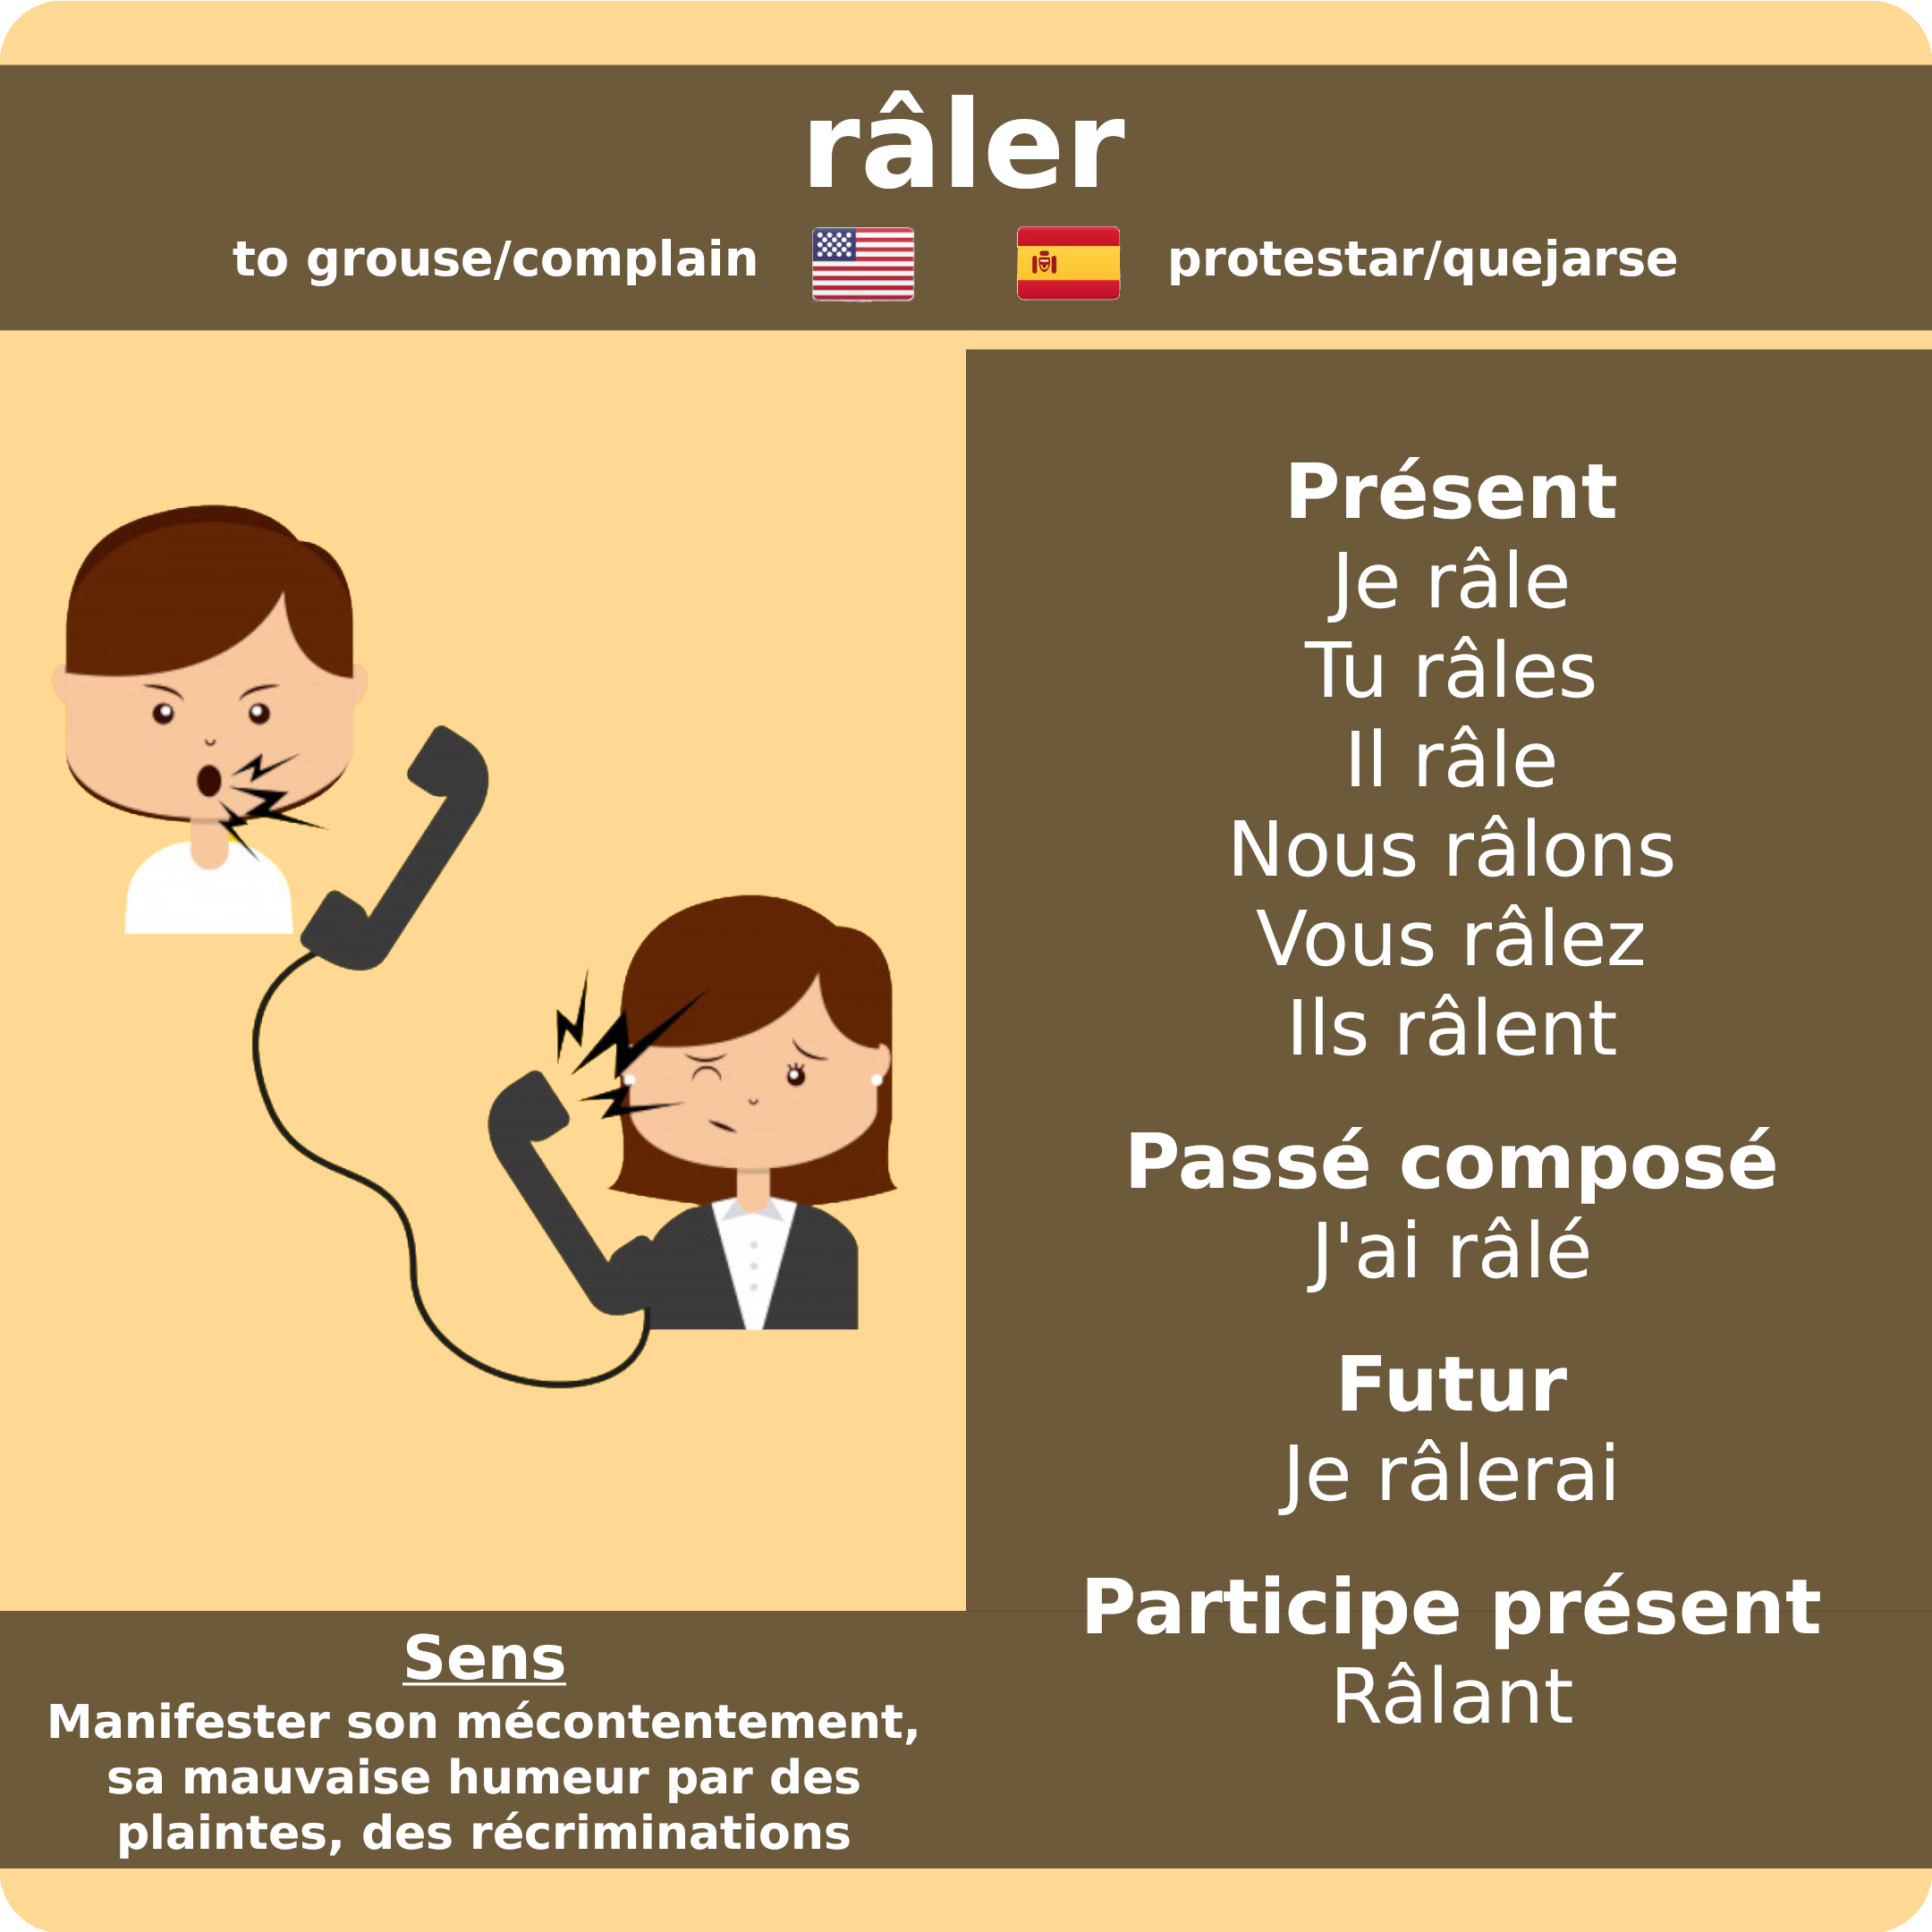 râler
to grouse/complain
protestar/quejarse
Présent
Je râle
Tu râles
Il râle
Nous râlons
Vous râlez
Ils râlent
Passé composé
J'ai râlé
Futur
Je râlerai
Participe présent
Râlant
Sens
Manifester son mécontentement,
sa mauvaise humeur par des
plaintes, des récriminations